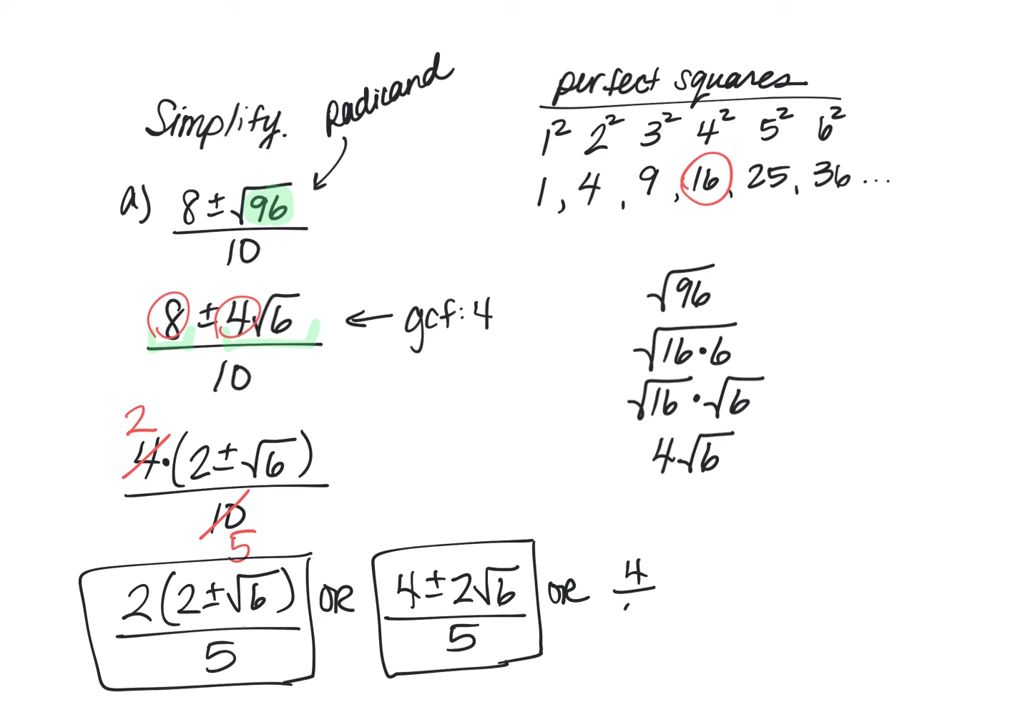 Simplify.
Radicand
a) 8 ± √96
10
8 ± 4√6 ← gcf: 4
10
2
4·(2 ± √6)
10
5
2(2 ± √6) OR 4 ± 2√6 OR 4
5 5
perfect squares
1² 2² 3² 4² 5² 6²
1, 4, 9, 16, 25, 36 ...
√96
√16·6
√16·√6
4√6